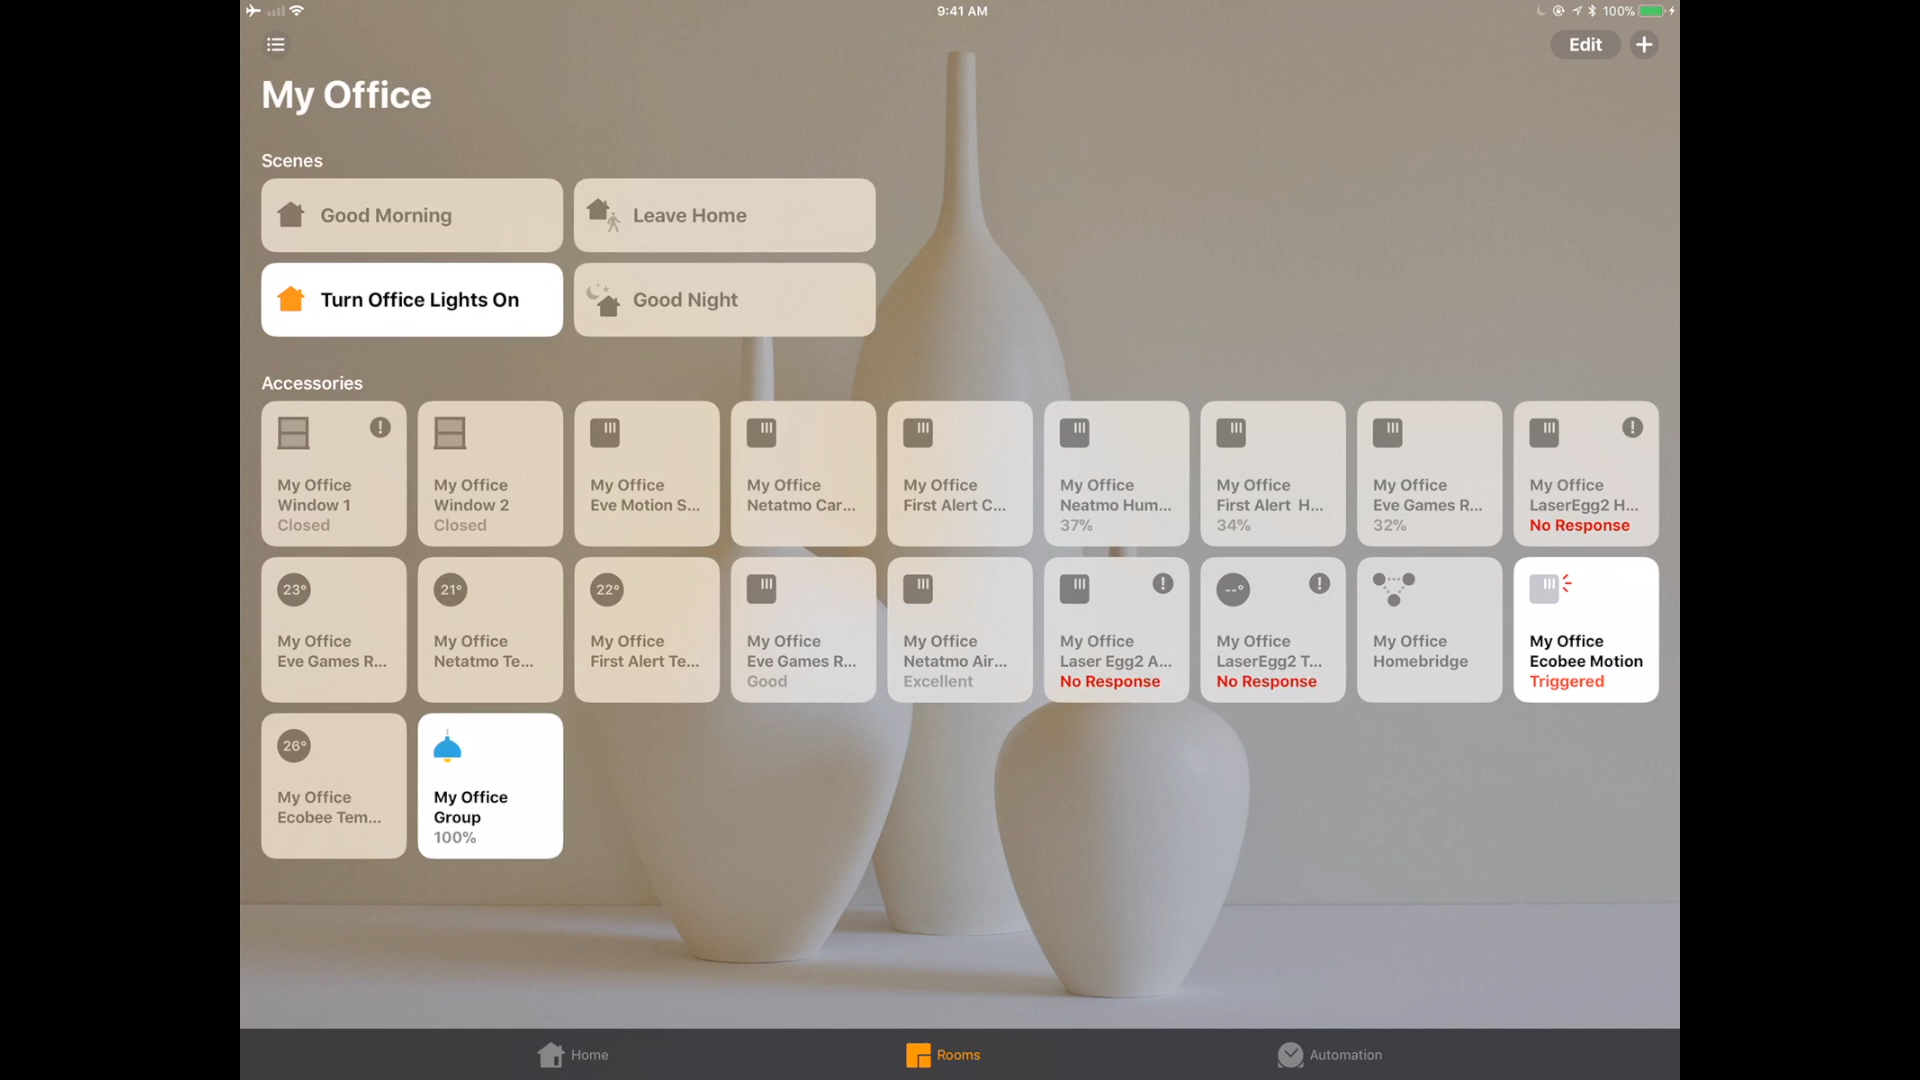 9:41 AM
100%
Edit
My Office
Scenes
Good Morning
Leave Home
Turn Office Lights On
Good Night
Accessories
My Office
Window 1
Closed
My Office
Window 2
Closed
My Office
Eve Motion S...
My Office
Netatmo Car...
My Office
First Alert C...
My Office
Neatmo Hum...
37%
My Office
First Alert H...
34%
My Office
Eve Games R...
32%
My Office
LaserEgg2 H...
No Response
23°
My Office
Eve Games R...
21°
My Office
Netatmo Te...
22°
My Office
First Alert Te...
My Office
Eve Games R...
Good
My Office
Netatmo Air...
Excellent
My Office
Laser Egg2 A...
No Response
--°
My Office
LaserEgg2 T...
No Response
My Office
Homebridge
My Office
Ecobee Motion
Triggered
26°
My Office
Ecobee Tem...
My Office
Group
100%
Home
Rooms
Automation